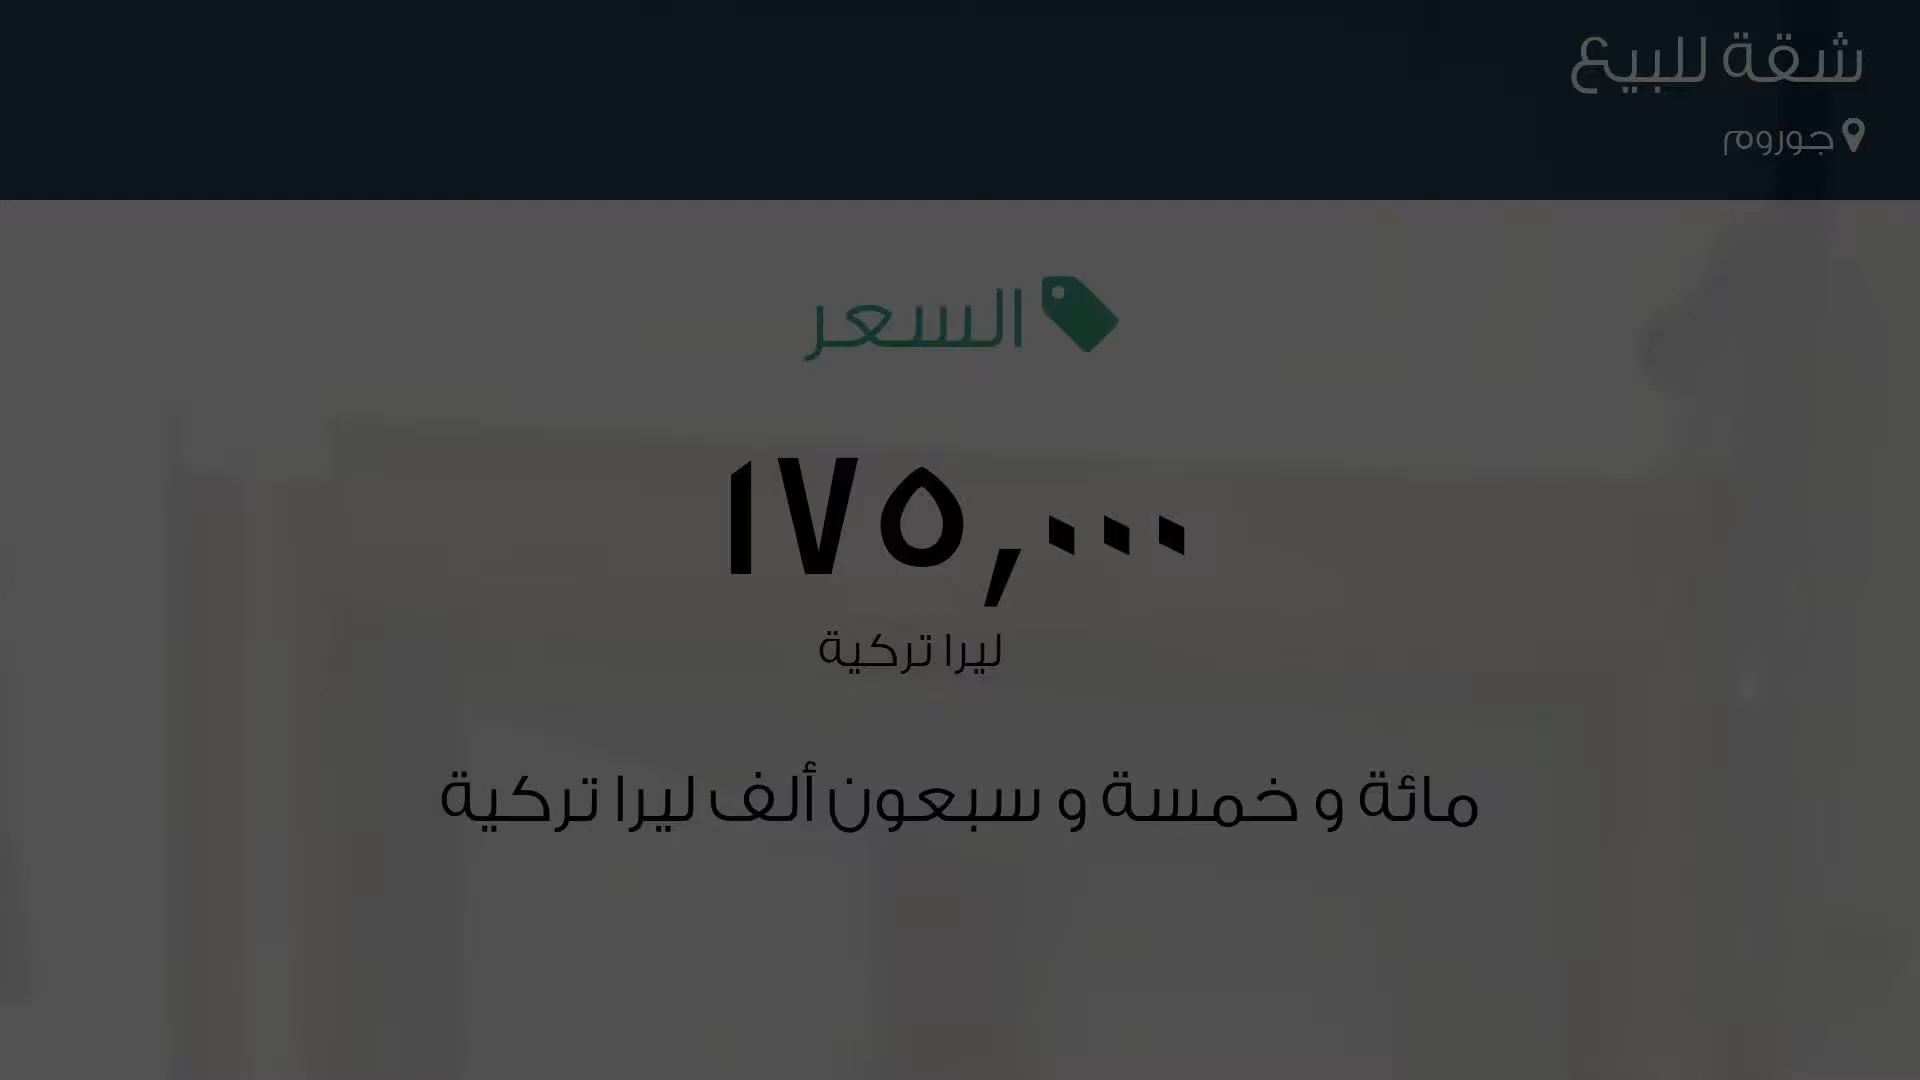 شقة للبيع
جوروم
السعر
١٧٥,٠٠٠
ليرا تركية
مائة و خمسة و سبعون ألف ليرا تركية